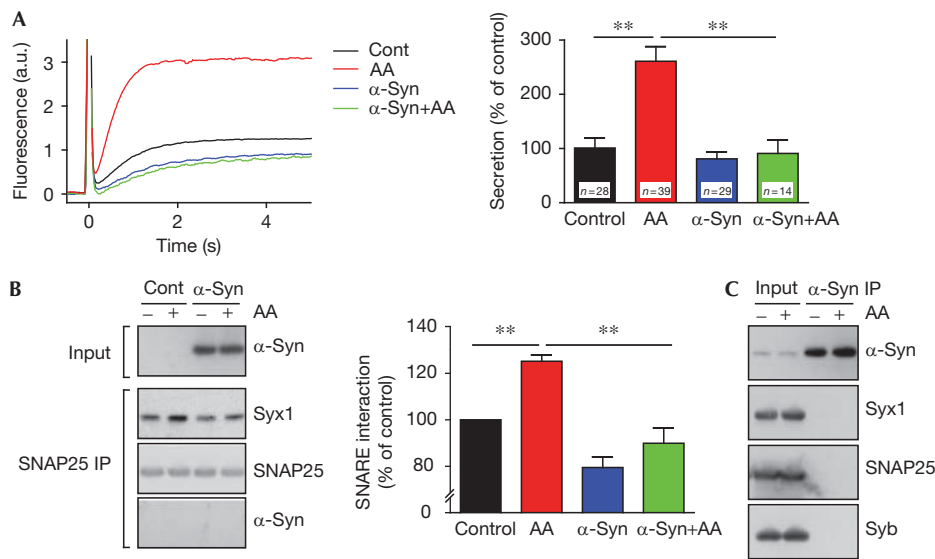 A
Fluorescence (a.u.)
3
2
1
0
0 2 4
Time (s)
Cont
AA
α-Syn
α-Syn+AA
Secretion (% of control)
300
200
100
0
** **
n=28 n=39 n=29 n=14
Control AA α-Syn α-Syn+AA
B
Cont α-Syn
– + – + AA
Input
α-Syn
SNAP25 IP
Syx1
SNAP25
α-Syn
SNARE interaction
(% of control)
120
100
80
0
** **
Control AA α-Syn α-Syn+AA
C
Input α-Syn IP
– + – + AA
α-Syn
Syx1
SNAP25
Syb